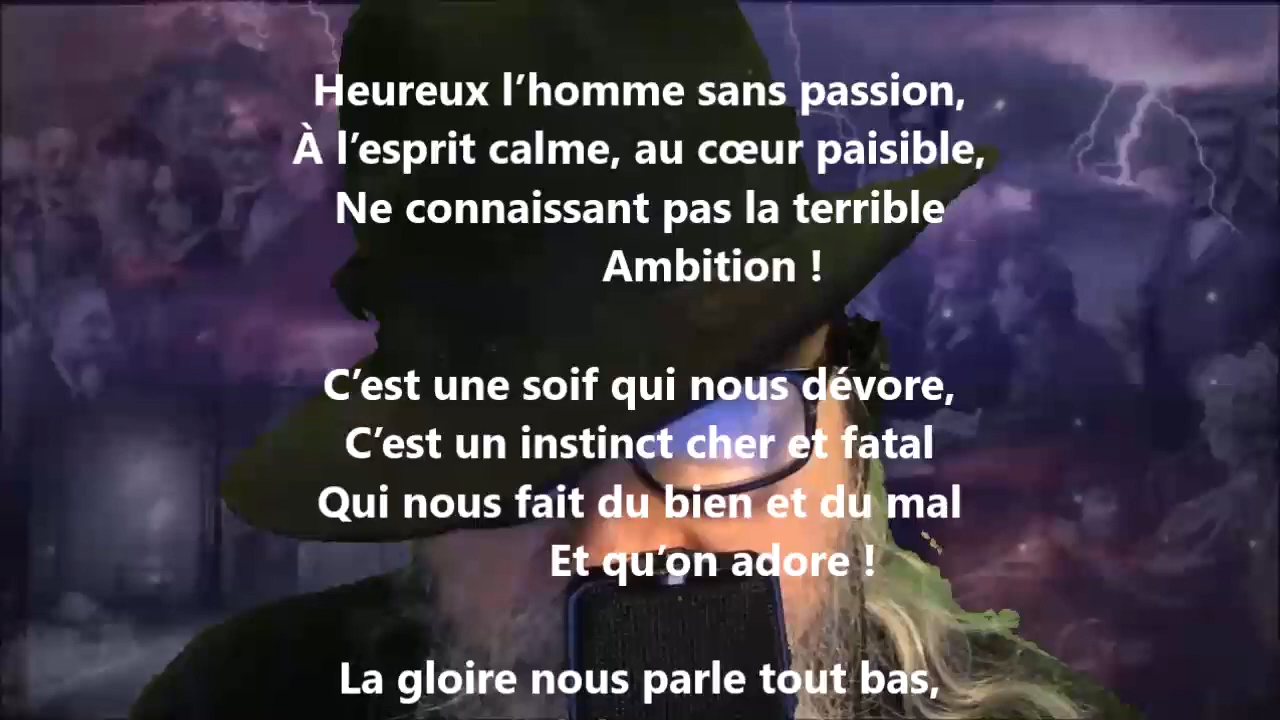 Heureux l’homme sans passion,
À l’esprit calme, au cœur paisible,
Ne connaissant pas la terrible
Ambition !
C’est une soif qui nous dévore,
C’est un instinct cher et fatal
Qui nous fait du bien et du mal
Et qu’on adore !
La gloire nous parle tout bas,